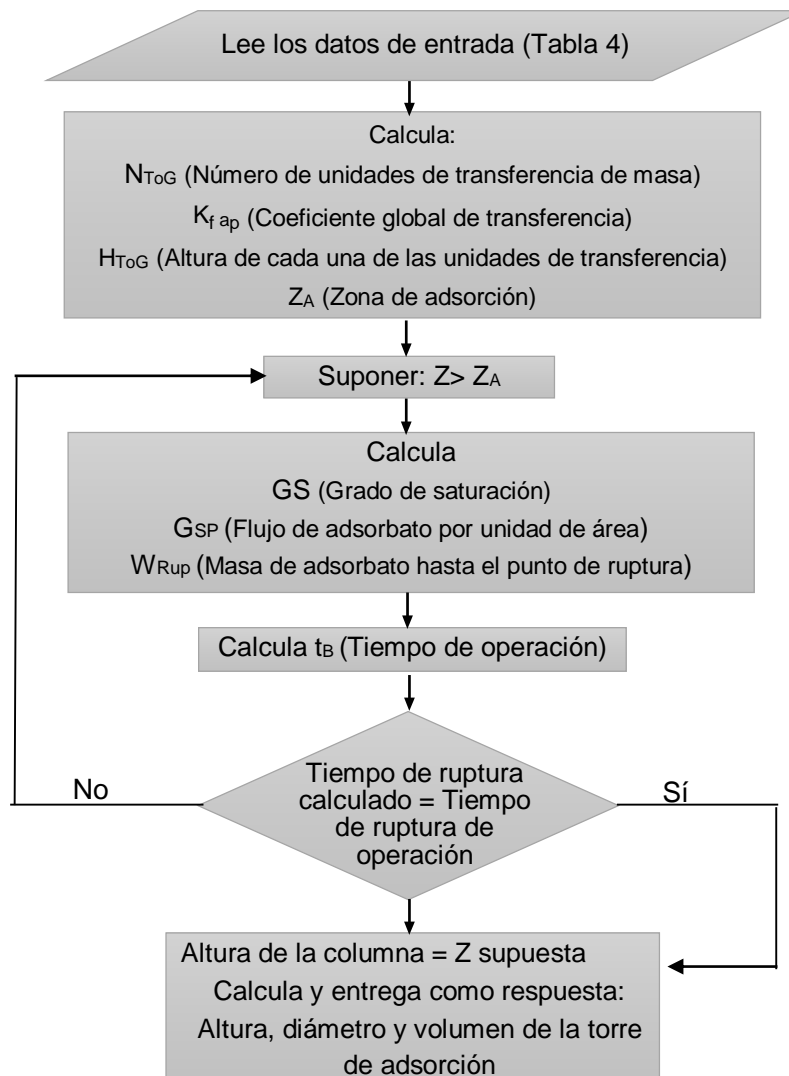 Lee los datos de entrada (Tabla 4)
Calcula:
NToG (Número de unidades de transferencia de masa)
Kf ap (Coeficiente global de transferencia)
HToG (Altura de cada una de las unidades de transferencia)
ZA (Zona de adsorción)
Suponer: Z> ZA
Calcula
GS (Grado de saturación)
GSP (Flujo de adsorbato por unidad de área)
WRup (Masa de adsorbato hasta el punto de ruptura)
Calcula tB (Tiempo de operación)
Tiempo de ruptura
calculado = Tiempo
de ruptura de
operación
No
Sí
Altura de la columna = Z supuesta
Calcula y entrega como respuesta:
Altura, diámetro y volumen de la torre
de adsorción